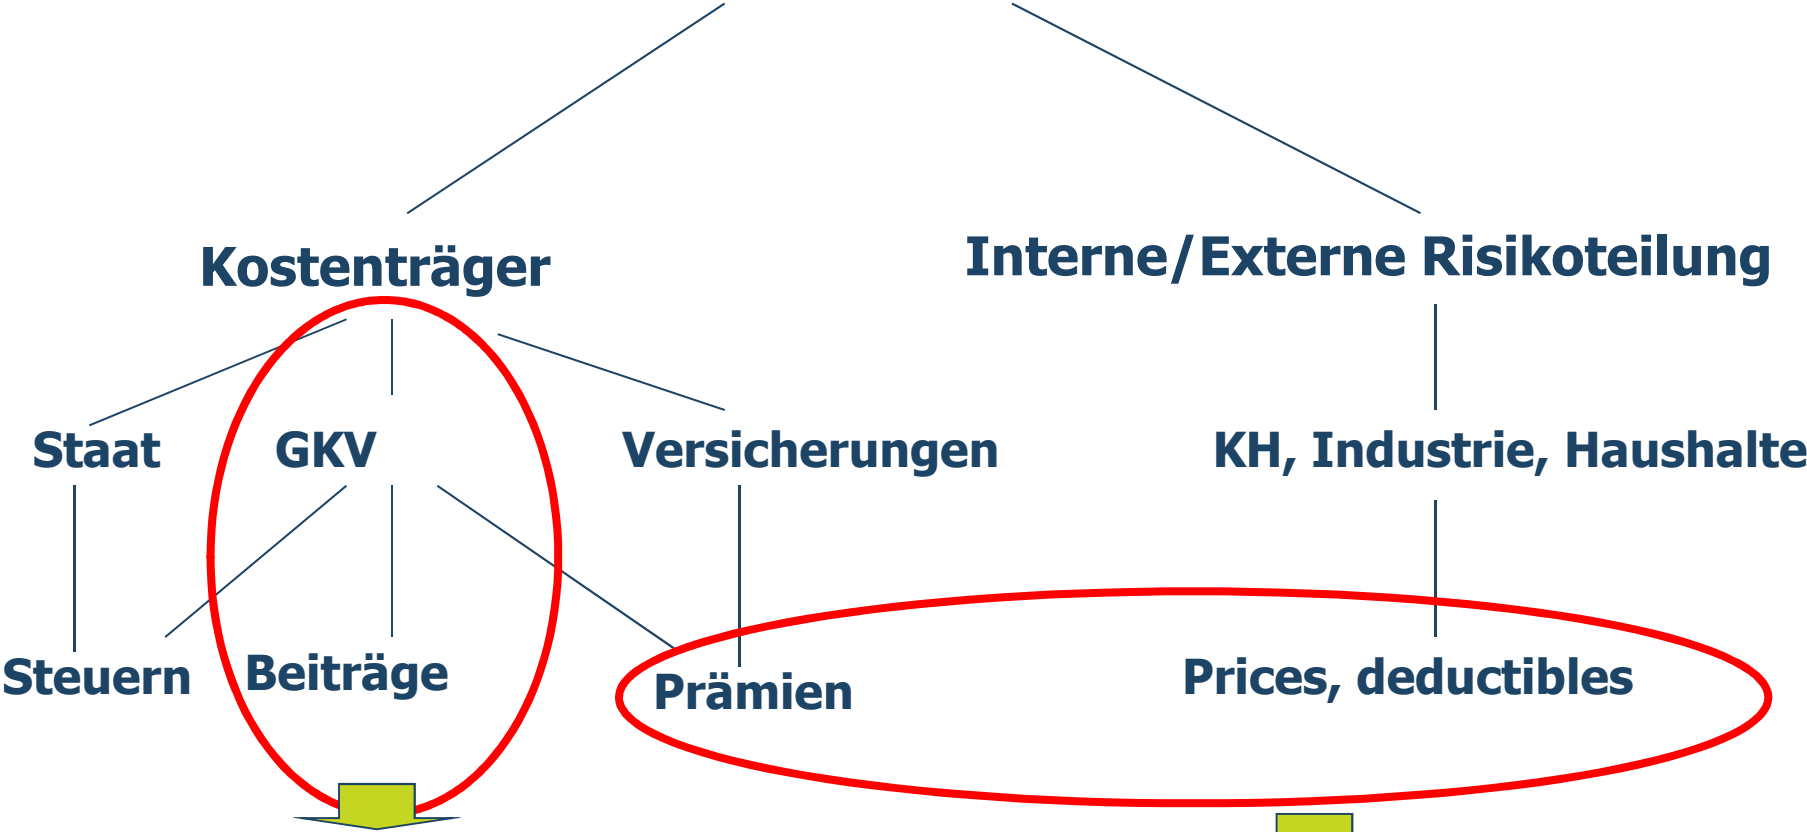 Kostenträger
Interne/Externe Risikoteilung
Staat
GKV
Versicherungen
KH, Industrie, Haushalte
Steuern
Beiträge
Prämien
Prices, deductibles